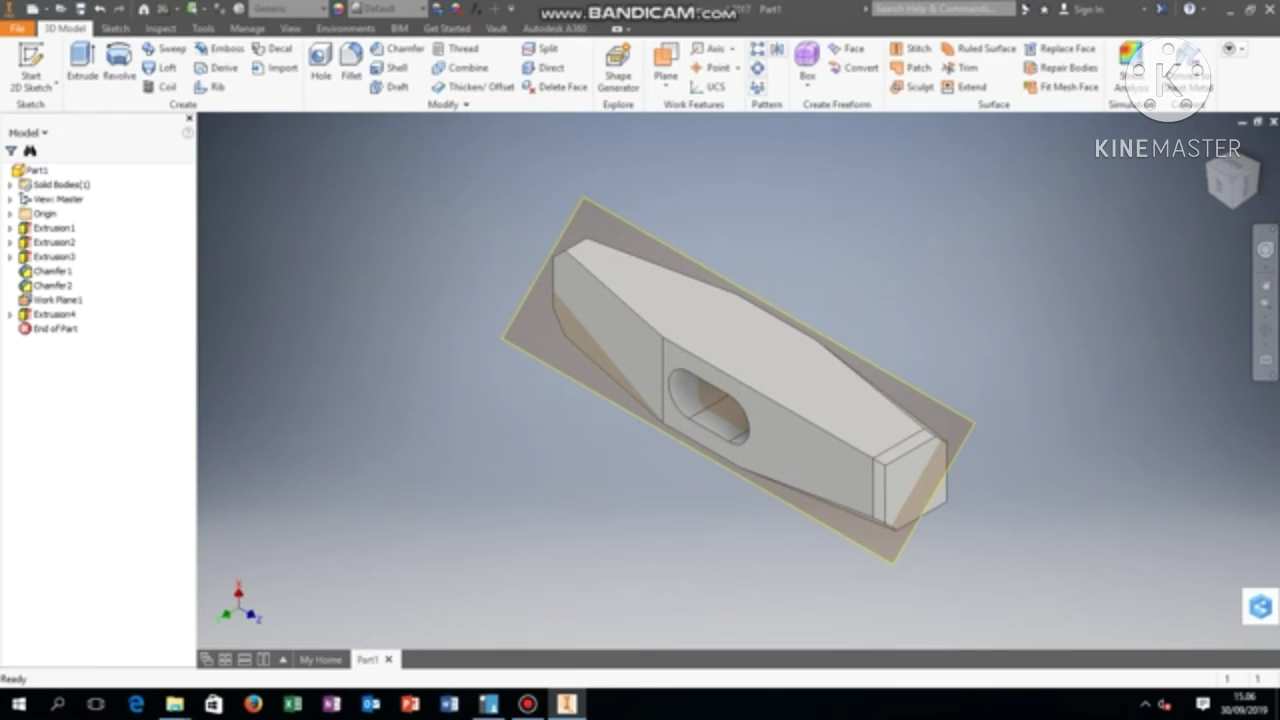 www.BANDICAM.com
2017 Part1
Generic
Default
Search Help & Commands...
Sign In
File 3D Model Sketch Inspect Tools Manage View Environments BIM Get Started Vault Autodesk A360
Start
2D Sketch
Sketch
Extrude
Revolve
Sweep
Loft
Coil
Emboss
Derive
Rib
Decal
Import
Create
Hole
Fillet
Chamfer
Shell
Draft
Thread
Combine
Thicken/ Offset
Split
Direct
Delete Face
Modify
Shape
Generator
Explore
Plane
Axis
Point
UCS
Work Features
Pattern
Box
Face
Convert
Create Freeform
Stitch
Patch
Sculpt
Ruled Surface
Trim
Extend
Replace Face
Repair Bodies
Fit Mesh Face
Surface
K
KINEMASTER
Model
Part1
Solid Bodies(1)
View: Master
Origin
Extrusion1
Extrusion2
Extrusion3
Chamfer1
Chamfer2
Work Plane1
Extrusion4
End of Part
X
Z
My Home
Part1
Ready
1 1
15.06
30/09/2019